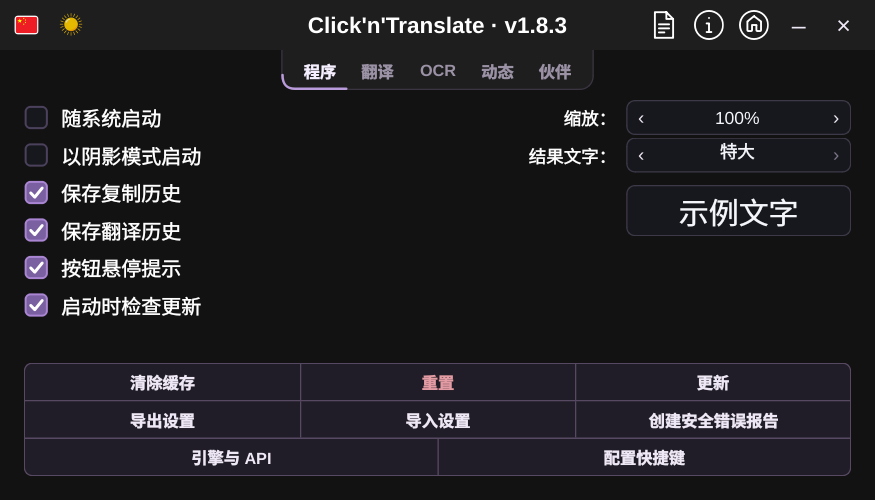 Click'n'Translate · v1.8.3
程序 翻译 OCR 动态 伙伴
随系统启动
以阴影模式启动
保存复制历史
保存翻译历史
按钮悬停提示
启动时检查更新
缩放： ‹ 100% ›
结果文字： ‹ 特大 ›
示例文字
清除缓存 重置 更新
导出设置 导入设置 创建安全错误报告
引擎与 API 配置快捷键